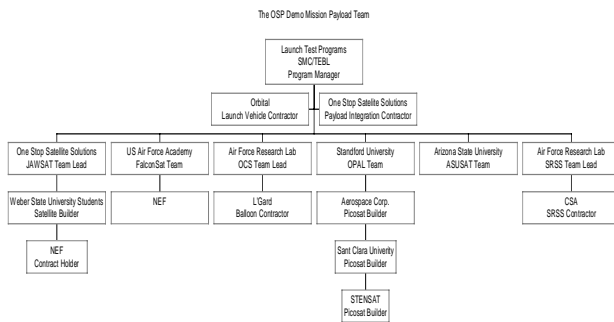 The OSP Demo Mission Payload Team
Launch Test Programs
SMC/TEBL
Program Manager
Orbital
Launch Vehicle Contractor
One Stop Satelite Solutions
Payload Integration Contractor
One Stop Satellite Solutions
JAWSAT Team Lead
US Air Force Academy
FalconSat Team
Air Force Research Lab
OCS Team Lead
Standford University
OPAL Team
Arizona State University
ASUSAT Team
Air Force Research Lab
SRSS Team Lead
Weber State University Students
Satellite Builder
NEF
L'Gard
Balloon Contractor
Aerospace Corp.
Picosat Builder
CSA
SRSS Contractor
NEF
Contract Holder
Sant Clara Univerity
Picosat Builder
STENSAT
Picosat Builder